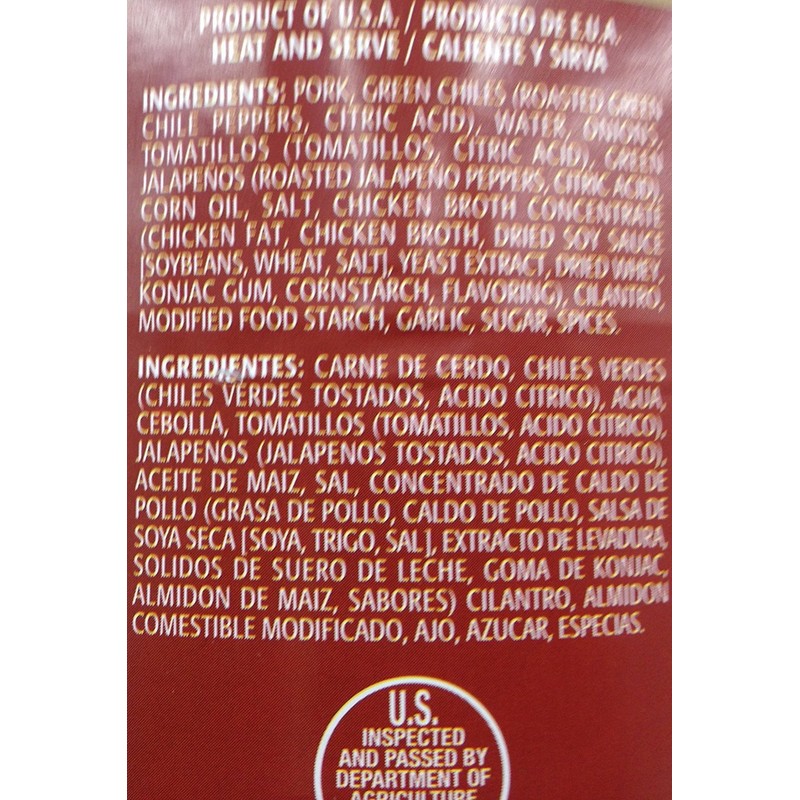 PRODUCT OF U.S.A. / PRODUCTO DE E.U.A.
HEAT AND SERVE / CALIENTE Y SIRVA
INGREDIENTS: PORK, GREEN CHILES (ROASTED GREEN
CHILE PEPPERS, CITRIC ACID), WATER, ONIONS,
TOMATILLOS (TOMATILLOS, CITRIC ACID), GREEN
JALAPEÑOS (ROASTED JALAPEÑO PEPPERS, CITRIC ACID),
CORN OIL, SALT, CHICKEN BROTH CONCENTRATE
(CHICKEN FAT, CHICKEN BROTH, DRIED SOY SAUCE
[SOYBEANS, WHEAT, SALT], YEAST EXTRACT, DRIED WHEY,
KONJAC GUM, CORNSTARCH, FLAVORING), CILANTRO,
MODIFIED FOOD STARCH, GARLIC, SUGAR, SPICES.
INGREDIENTES: CARNE DE CERDO, CHILES VERDES
(CHILES VERDES TOSTADOS, ACIDO CITRICO), AGUA,
CEBOLLA, TOMATILLOS (TOMATILLOS, ACIDO CITRICO),
JALAPENOS (JALAPENOS TOSTADOS, ACIDO CITRICO),
ACEITE DE MAIZ, SAL, CONCENTRADO DE CALDO DE
POLLO (GRASA DE POLLO, CALDO DE POLLO, SALSA DE
SOYA SECA [SOYA, TRIGO, SAL], EXTRACTO DE LEVADURA,
SOLIDOS DE SUERO DE LECHE, GOMA DE KONJAC,
ALMIDON DE MAIZ, SABORES) CILANTRO, ALMIDON
COMESTIBLE MODIFICADO, AJO, AZUCAR, ESPECIAS.
U.S.
INSPECTED
AND PASSED BY
DEPARTMENT OF
AGRICULTURE